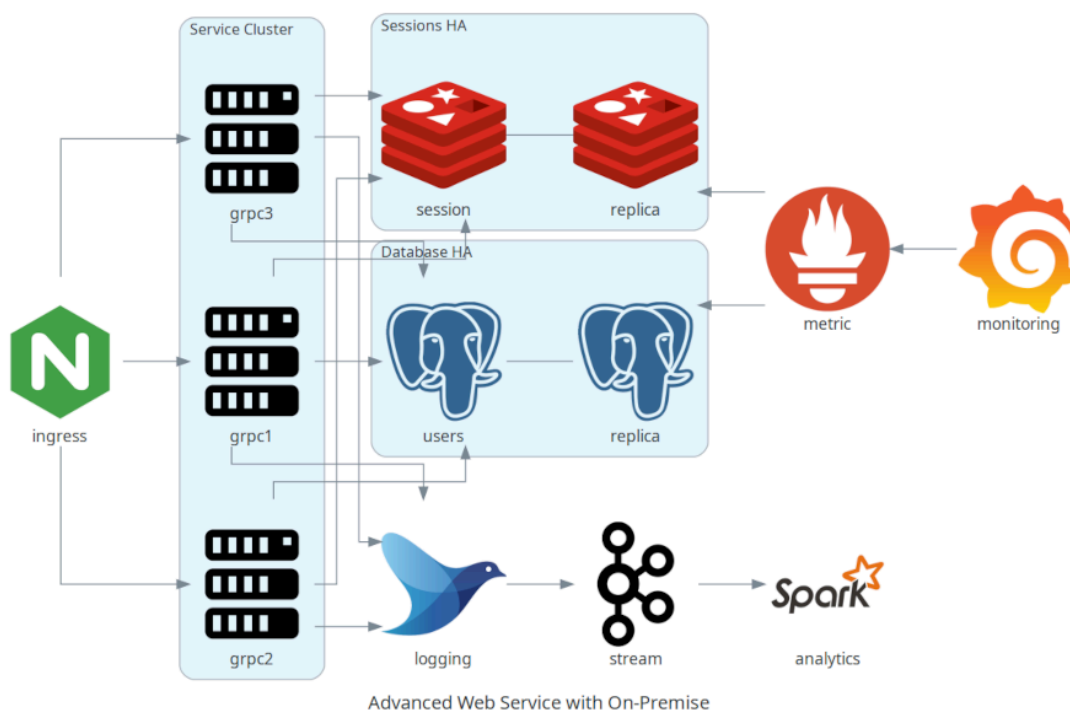 Service Cluster
Sessions HA
grpc3
session
replica
Database HA
metric
monitoring
N
ingress
grpc1
users
replica
grpc2
logging
stream
Spark
analytics
Advanced Web Service with On-Premise